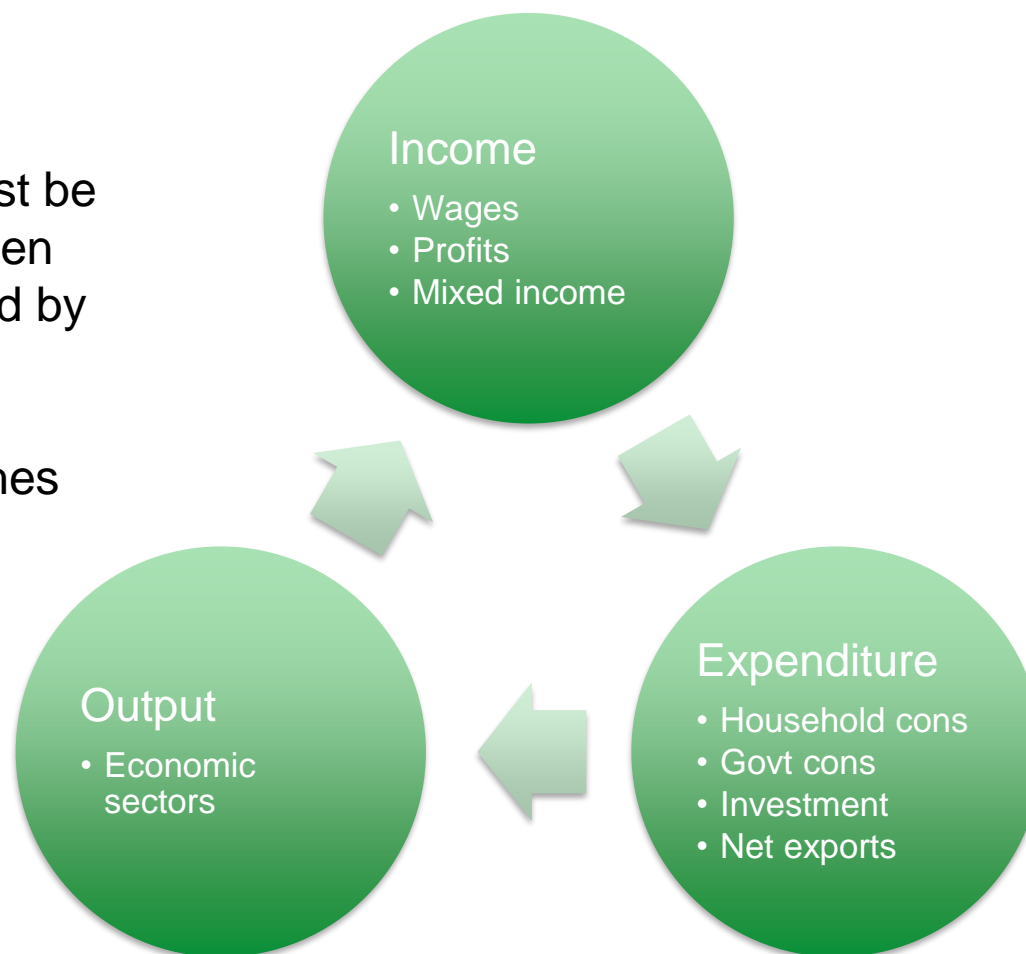 st be
en
d by
nes
Income
• Wages
• Profits
• Mixed income
Expenditure
• Household cons
• Govt cons
• Investment
• Net exports
Output
• Economic
sectors